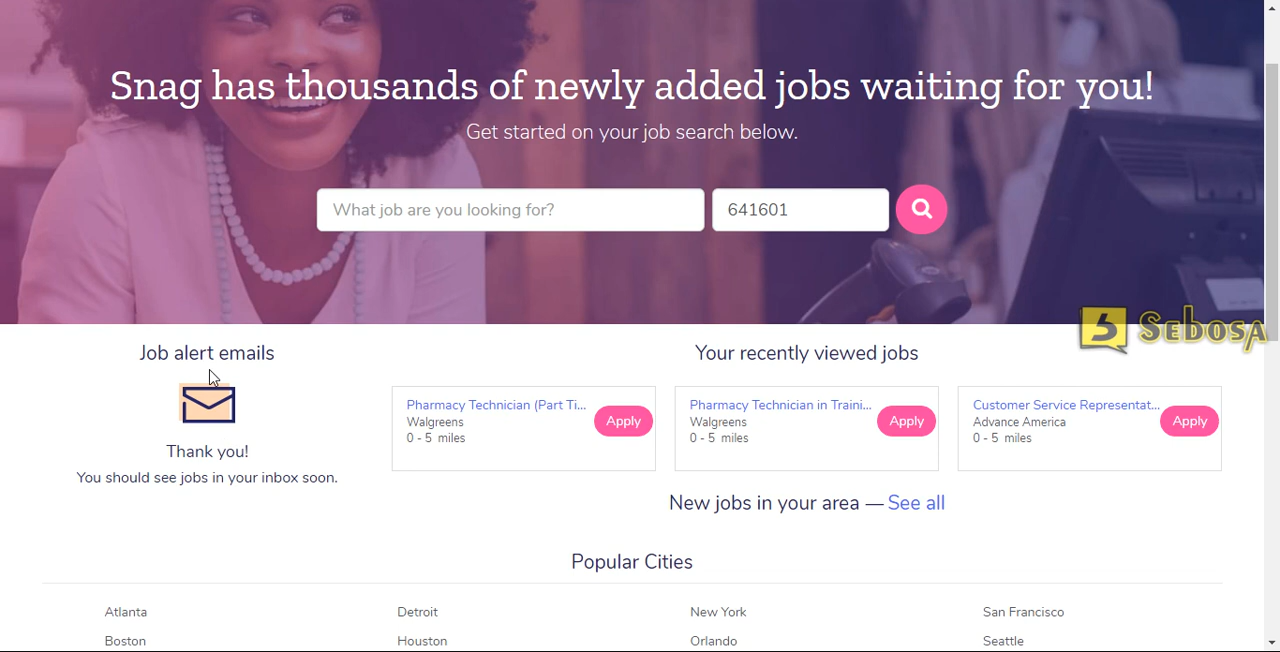 Snag has thousands of newly added jobs waiting for you!
Get started on your job search below.
What job are you looking for?
641601
SEBOSA
Job alert emails
Thank you!
You should see jobs in your inbox soon.
Your recently viewed jobs
Pharmacy Technician (Part Ti...
Walgreens
0 - 5 miles
Apply
Pharmacy Technician in Traini...
Walgreens
0 - 5 miles
Apply
Customer Service Representat...
Advance America
0 - 5 miles
Apply
New jobs in your area — See all
Popular Cities
Atlanta
Detroit
New York
San Francisco
Boston
Houston
Orlando
Seattle